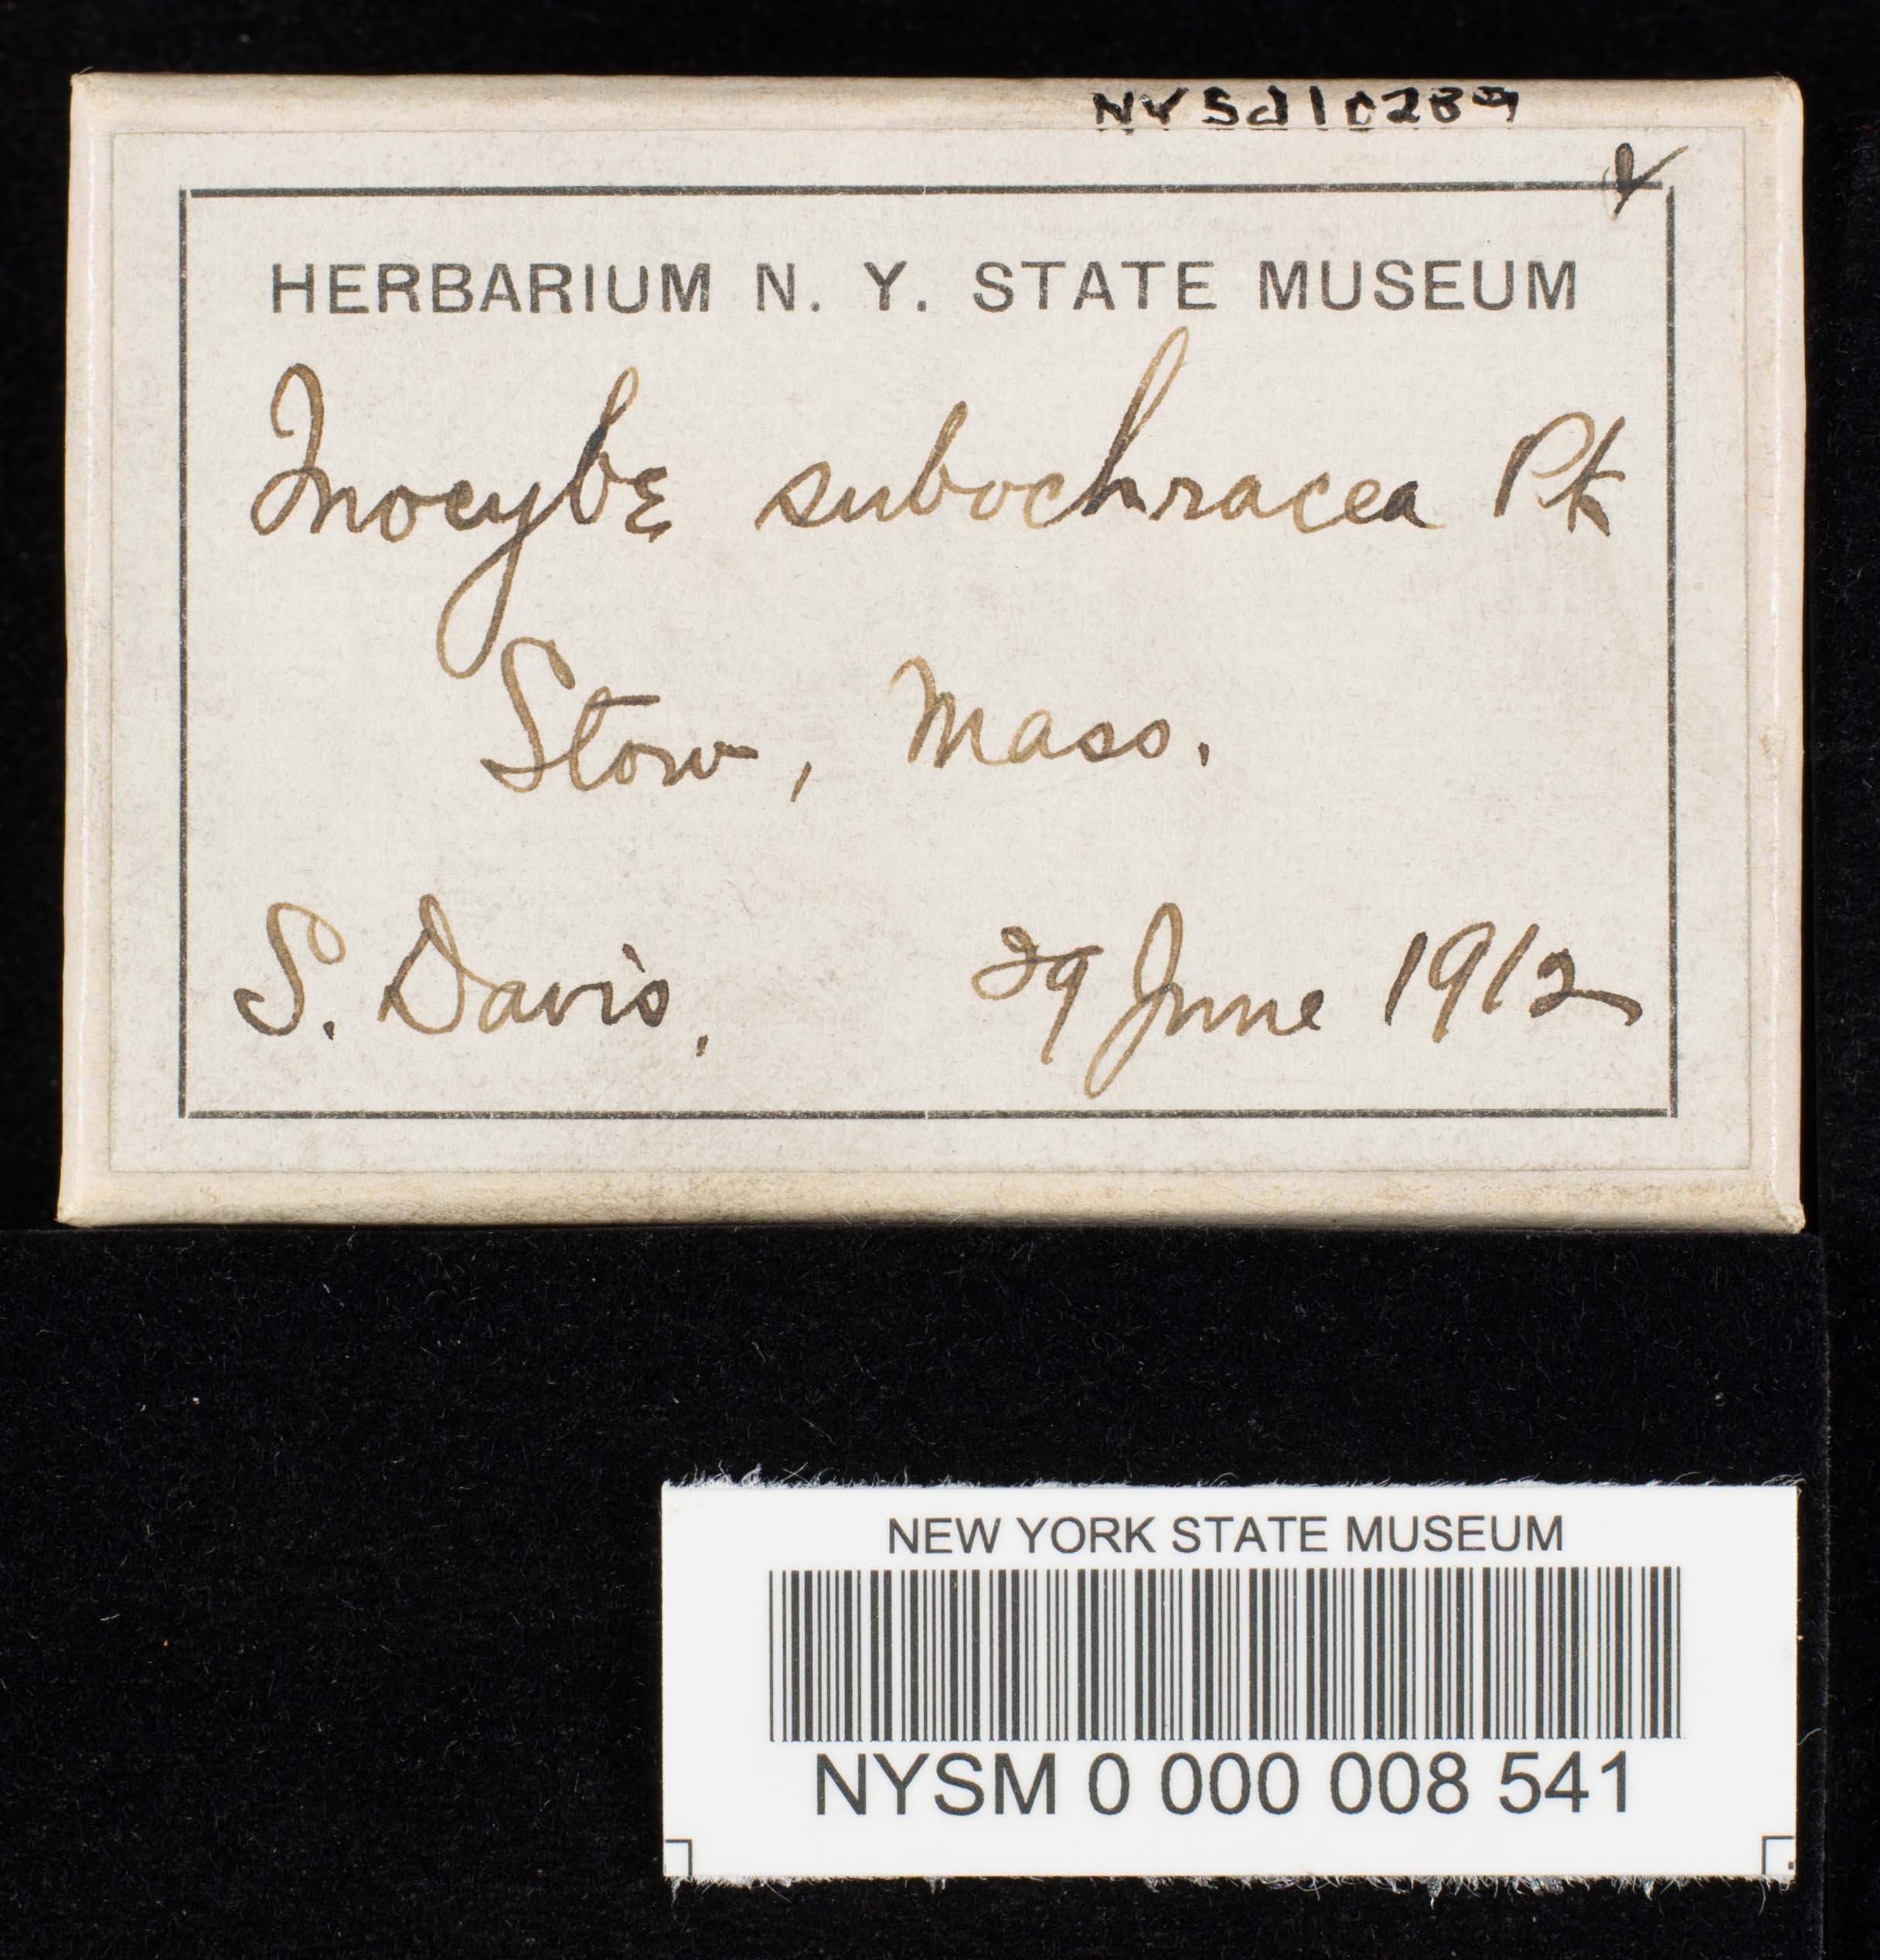 NYSd10289
HERBARIUM N. Y. STATE MUSEUM
Inocybe subochracea Pk
Stow, Mass.
S. Davis, 29 June 1912
NEW YORK STATE MUSEUM
NYSM 0 000 008 541